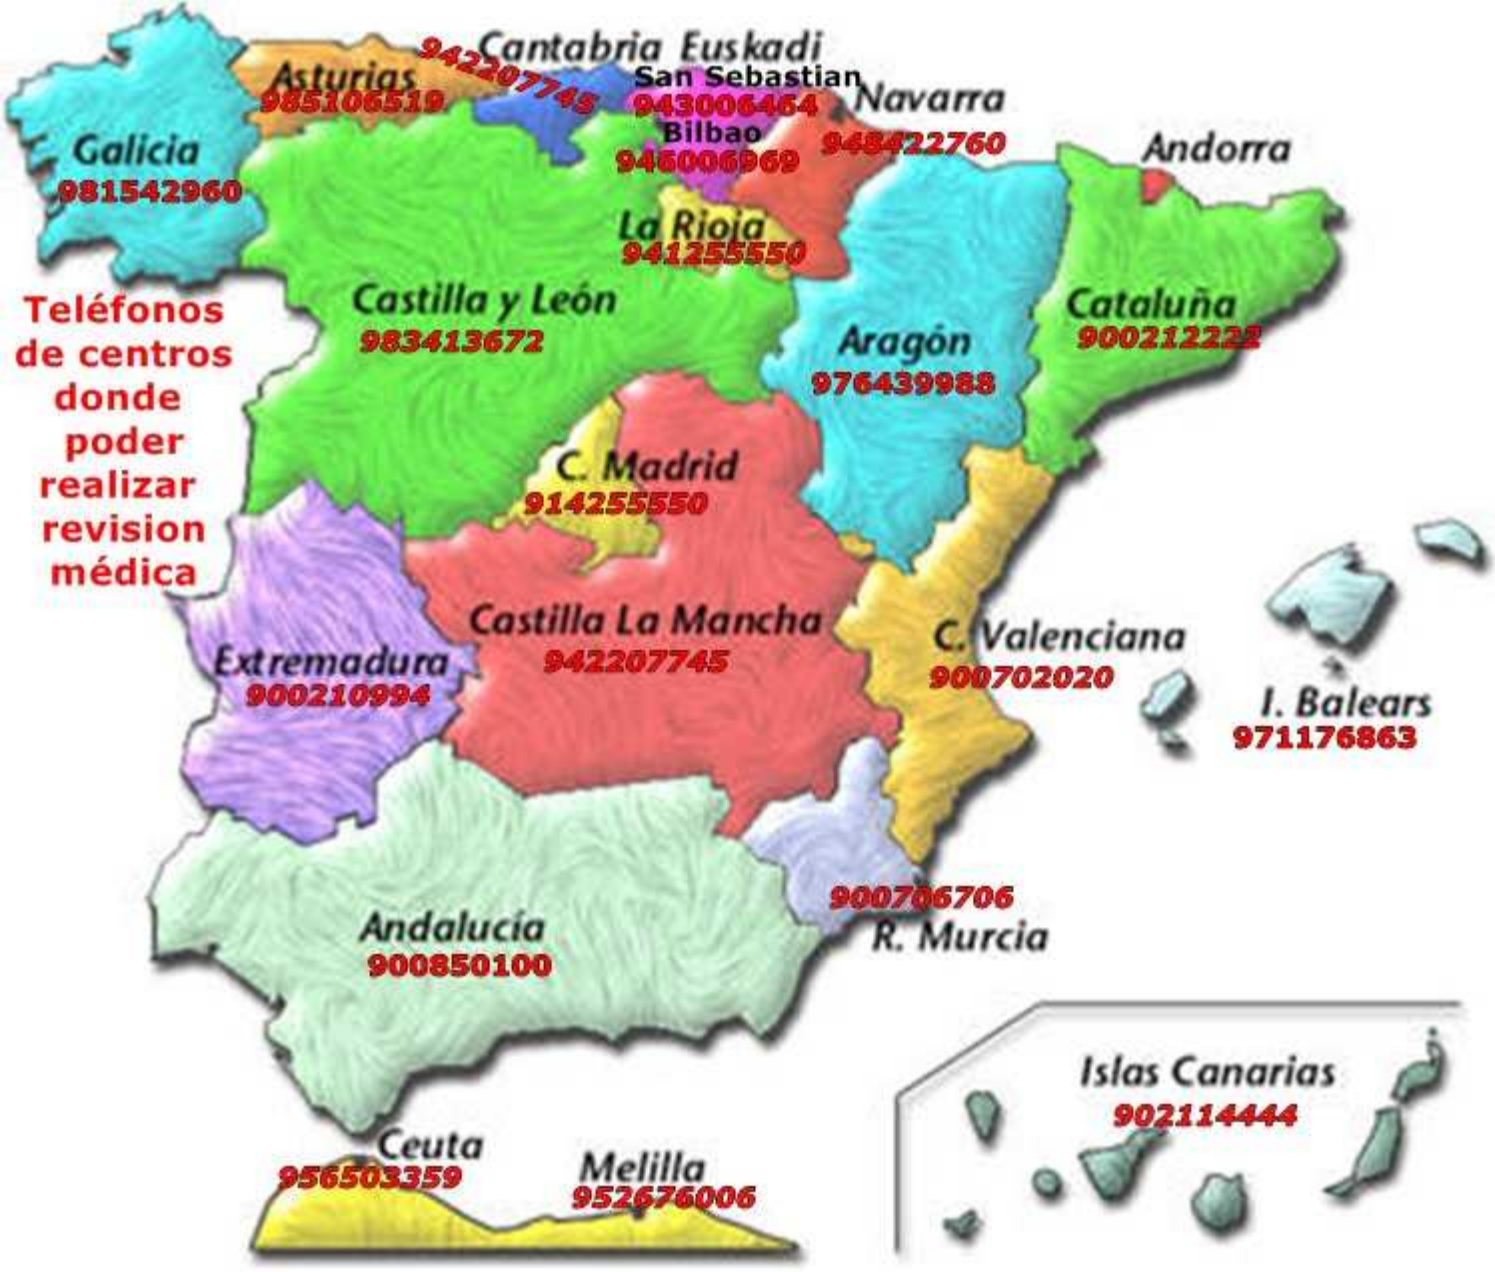 Cantabria
942207745
Euskadi
Asturias
985106519
San Sebastian
943006464
Navarra
948422760
Bilbao
946006969
Andorra
Galicia
981542960
La Rioja
941255550
Teléfonos
de centros
donde
poder
realizar
revision
médica
Castilla y León
983413672
Aragón
976439988
Cataluña
900212222
C. Madrid
914255550
Castilla La Mancha
942207745
C. Valenciana
900702020
Extremadura
900210994
I. Balears
971176863
900706706
R. Murcia
Andalucía
900850100
Islas Canarias
902114444
Ceuta
956503359
Melilla
952676006